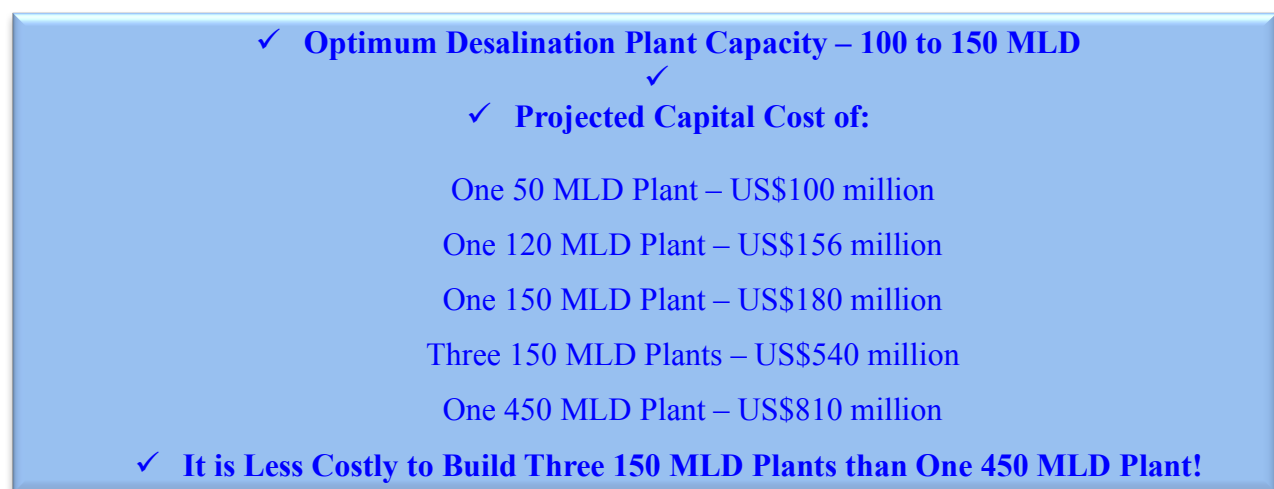 ✓ Optimum Desalination Plant Capacity – 100 to 150 MLD
✓
✓ Projected Capital Cost of:
One 50 MLD Plant – US$100 million
One 120 MLD Plant – US$156 million
One 150 MLD Plant – US$180 million
Three 150 MLD Plants – US$540 million
One 450 MLD Plant – US$810 million
✓ It is Less Costly to Build Three 150 MLD Plants than One 450 MLD Plant!